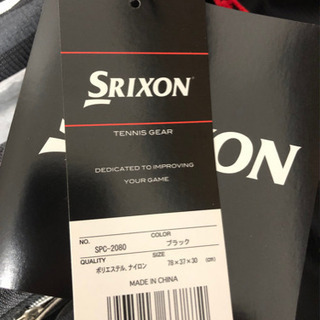 SRIXON
TENNIS GEAR
DEDICATED TO IMPROVING
YOUR GAME.
SRIXON
NO. COLOR
SPC-2080 ブラック
QUALITY SIZE
ポリエステル、ナイロン 78×37×30 (cm)
MADE IN CHINA